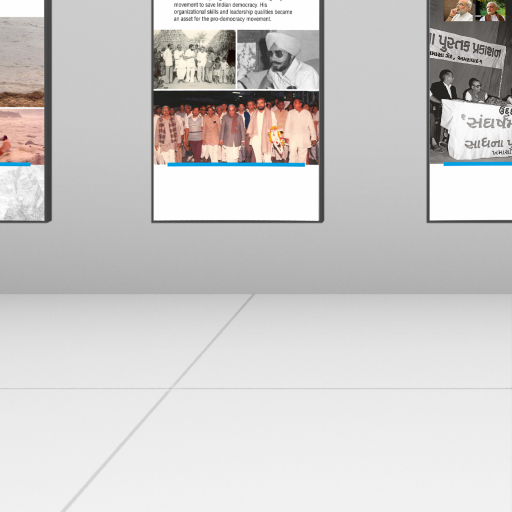 movement to save Indian democracy. His
organizational skills and leadership qualities became
an asset for the pro-democracy movement.
પુસ્તક પ્રકાશન
'સંઘર્ષમ
સાધના પ